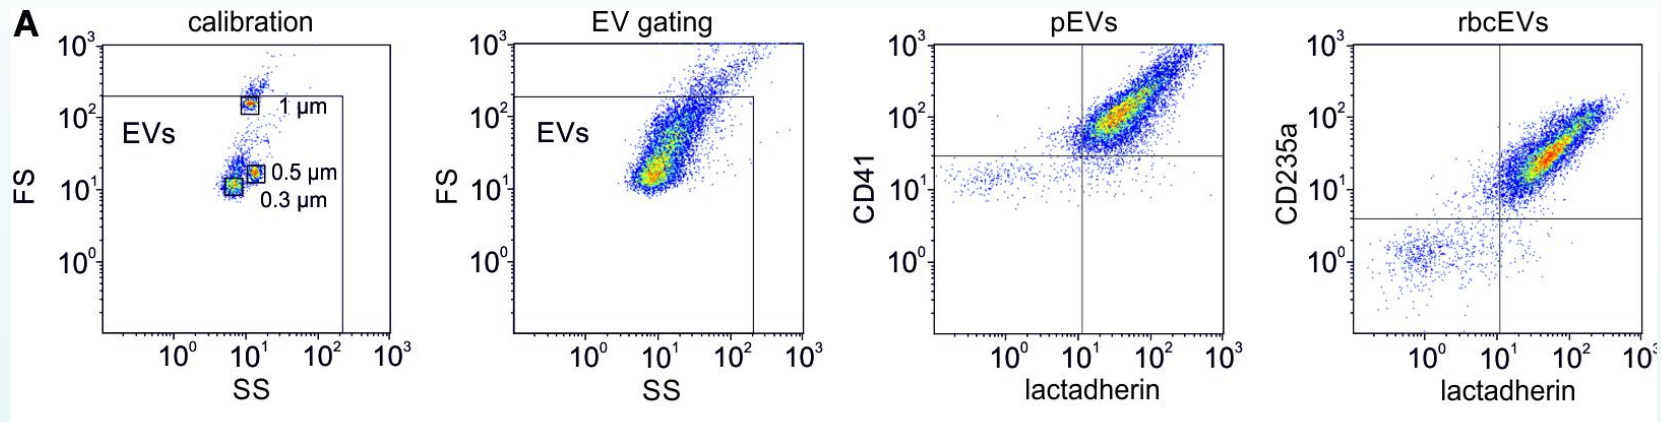 A
calibration
10³
10²
10¹
10⁰
FS
EVs
1 µm
0.5 µm
0.3 µm
10⁰ 10¹ 10² 10³
SS
EV gating
10³
10²
10¹
10⁰
FS
EVs
10⁰ 10¹ 10² 10³
SS
pEVs
10³
10²
10¹
10⁰
CD41
10⁰ 10¹ 10² 10³
lactadherin
rbcEVs
10³
10²
10¹
10⁰
CD235a
10⁰ 10¹ 10² 10³
lactadherin